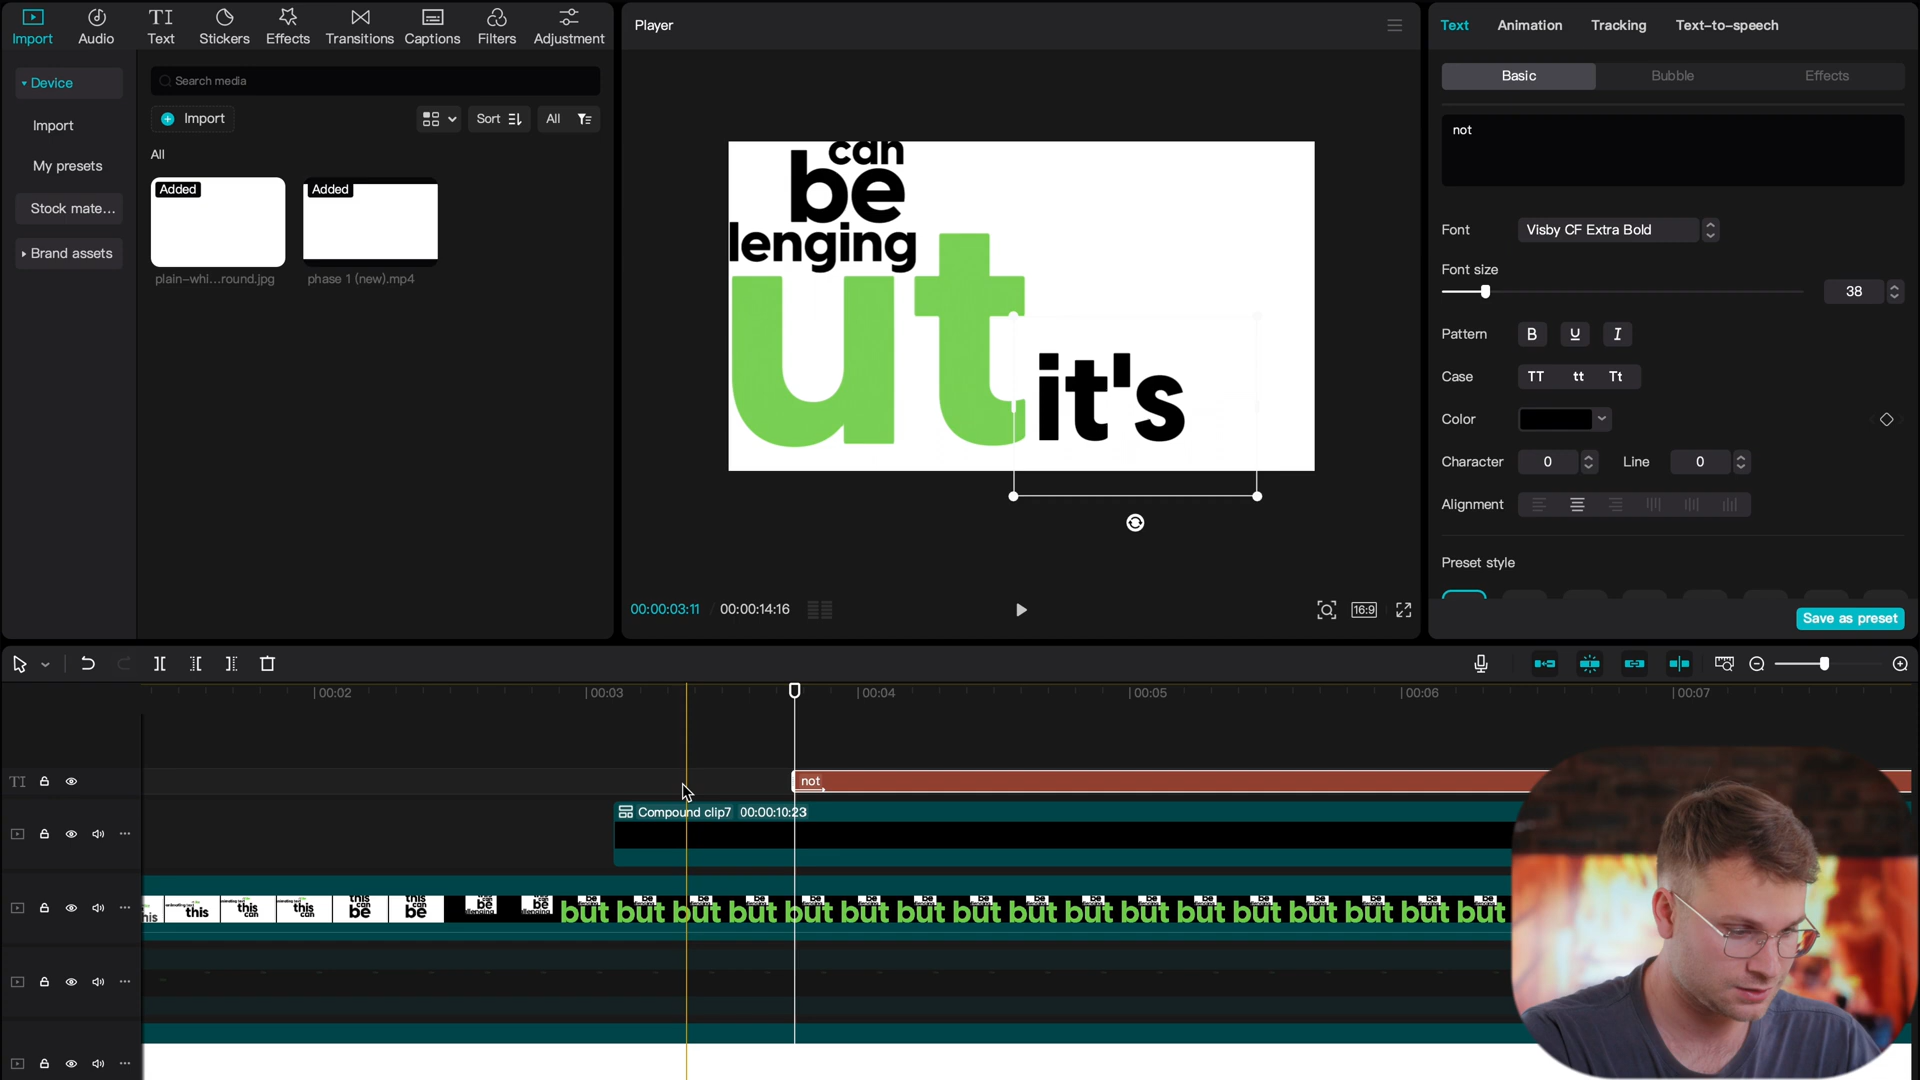 Import
Audio
TI
Text
Stickers
Effects
Transitions
Captions
Filters
Adjustment
Device
Import
My presets
Stock mate...
Brand assets
Search media
Import
Sort
All
All
Added
Added
plain-whi...round.jpg
phase 1 (new).mp4
Player
can
be
lenging
ut
it's
00:00:03:11 / 00:00:14:16
16:9
Text
Animation
Tracking
Text-to-speech
Basic
Bubble
Effects
not
Font
Visby CF Extra Bold
Font size
38
Pattern
B U I
Case
TT tt Tt
Color
Character
0
Line
0
Alignment
Preset style
Save as preset
00:02
00:03
00:04
00:05
00:06
00:07
TI
not
Compound clip7 00:00:10:23
this this can this can this be this be
but but but but but but but but but but but but but but but but but